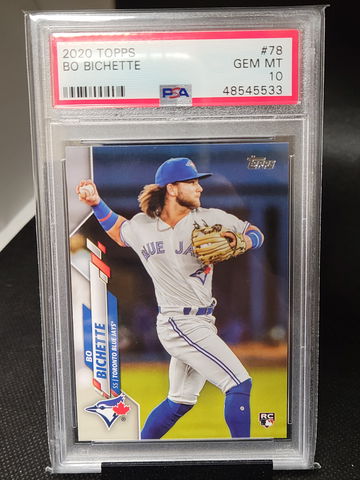 2020 TOPPS #78
BO BICHETTE GEM MT
10
PSA 48545533
Topps
BLUE JAYS
BO
BICHETTE
SS | TORONTO BLUE JAYS™
RC